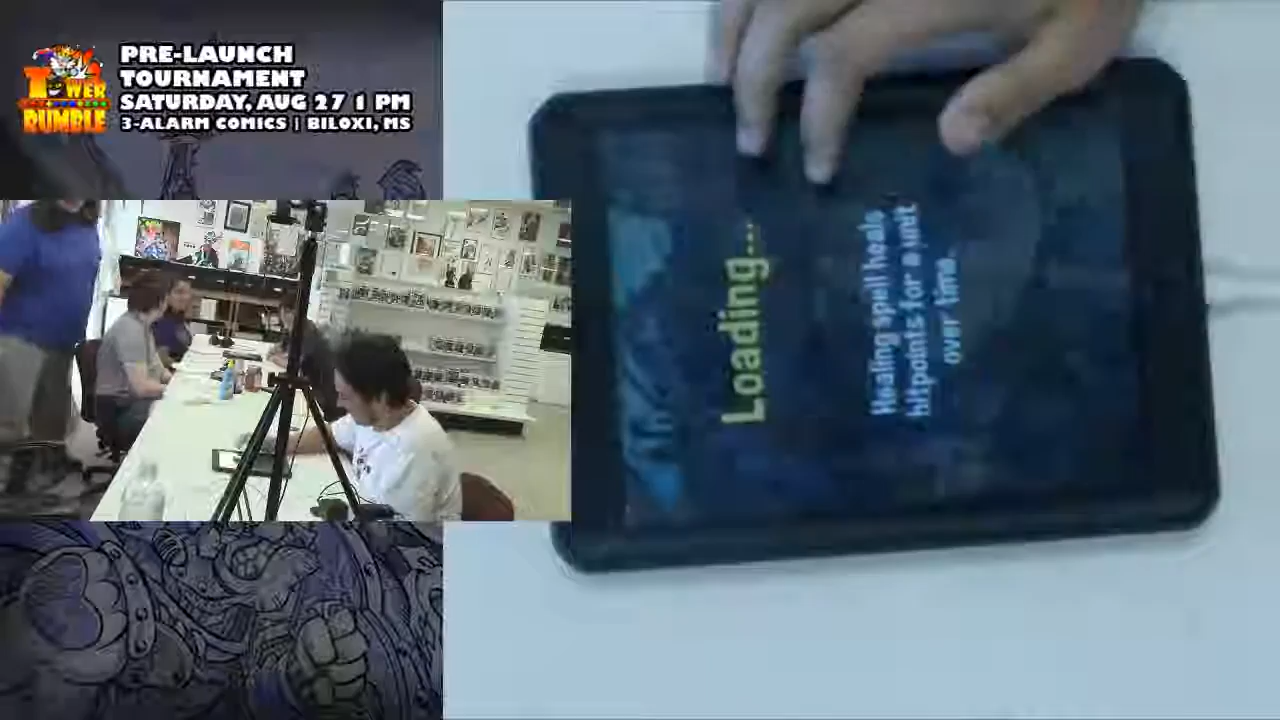 TOWER
RUMBLE
PRE-LAUNCH
TOURNAMENT
SATURDAY, AUG 27 1 PM
3-ALARM COMICS | BILOXI, MS
Loading...
Healing spell heals
hitpoints for a unit
over time.